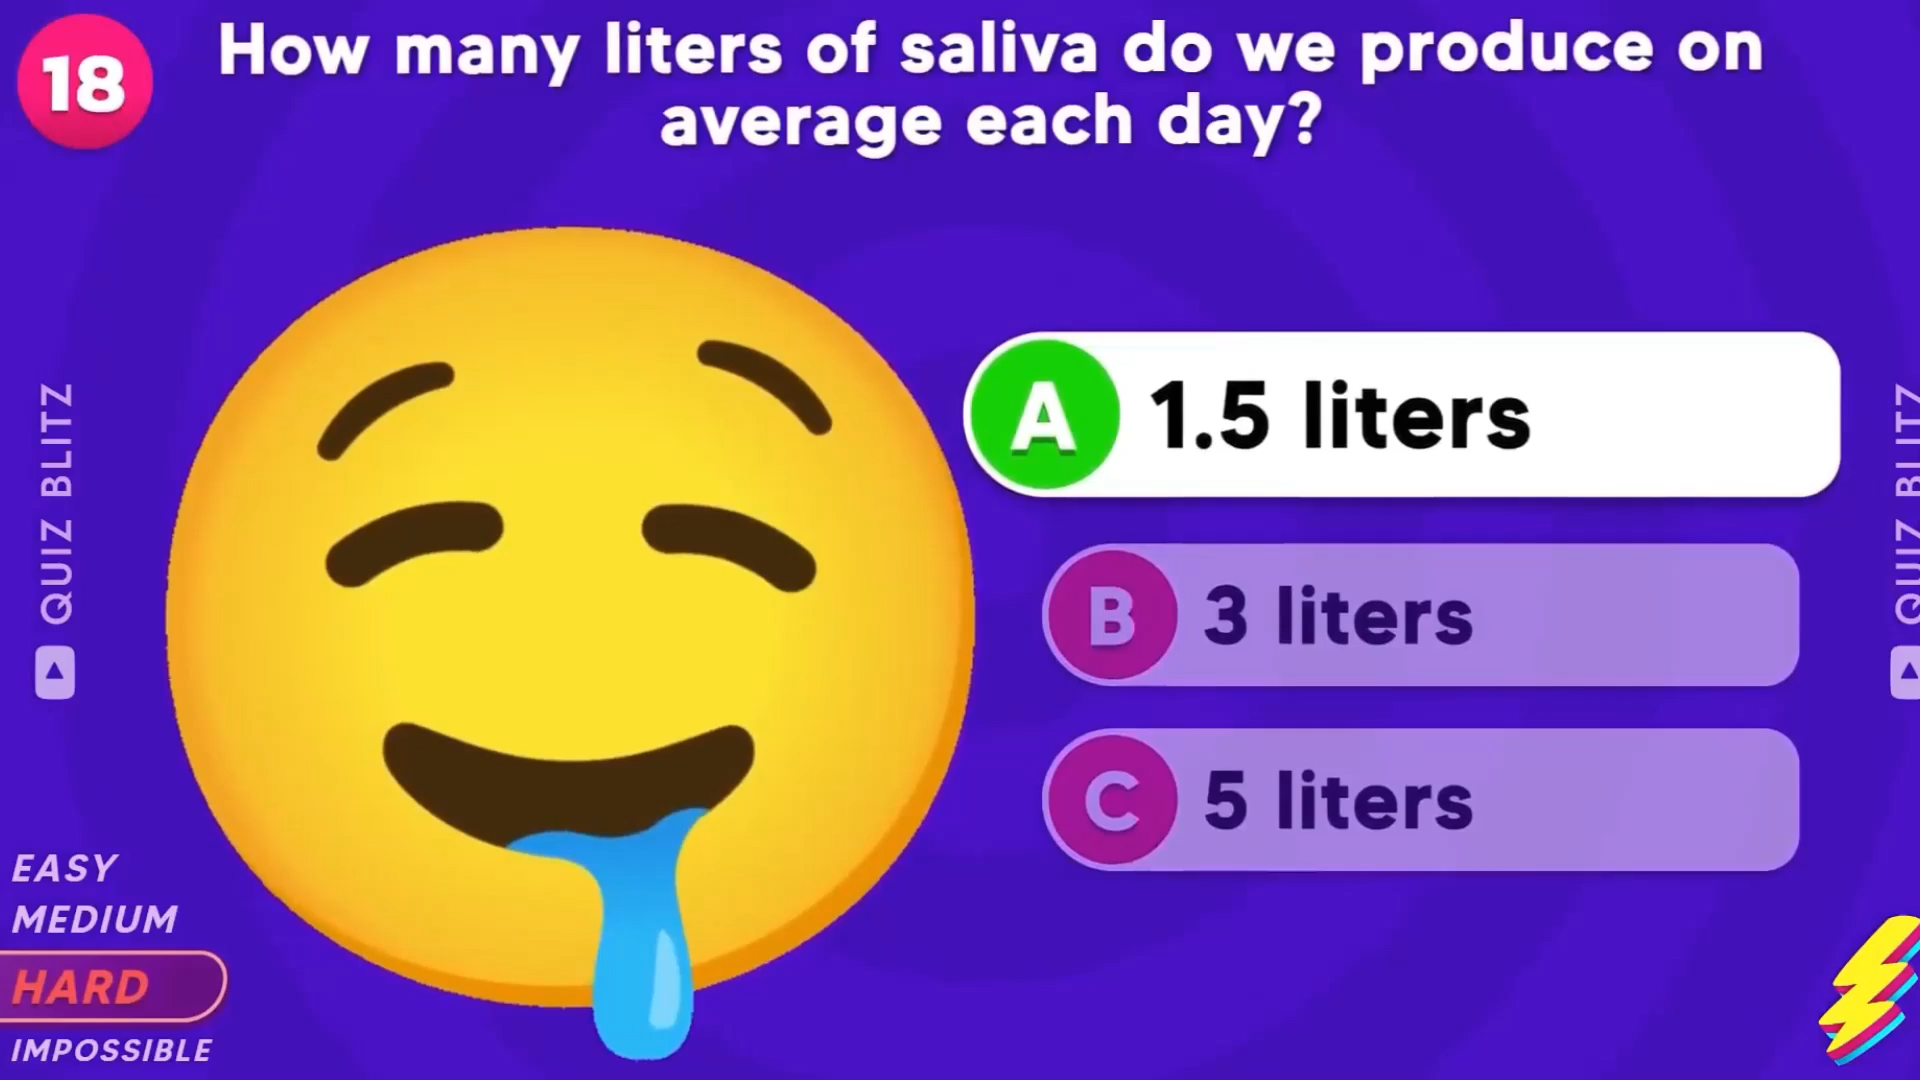 18
How many liters of saliva do we produce on
average each day?
A 1.5 liters
B 3 liters
C 5 liters
QUIZ BLITZ
QUIZ BLITZ
EASY
MEDIUM
HARD
IMPOSSIBLE